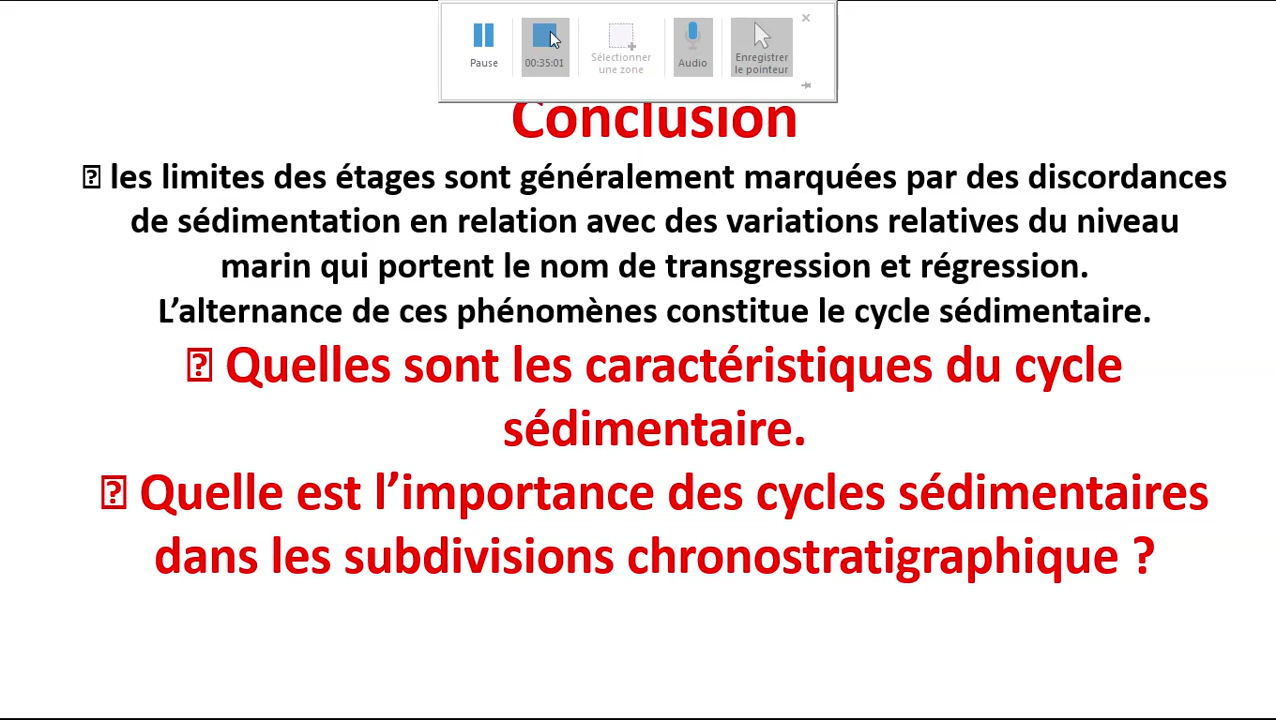 Pause
00:35:01
Sélectionner
une zone
Audio
Enregistrer
le pointeur
Conclusion
les limites des étages sont généralement marquées par des discordances
de sédimentation en relation avec des variations relatives du niveau
marin qui portent le nom de transgression et régression.
L’alternance de ces phénomènes constitue le cycle sédimentaire.
Quelles sont les caractéristiques du cycle
sédimentaire.
Quelle est l’importance des cycles sédimentaires
dans les subdivisions chronostratigraphique ?